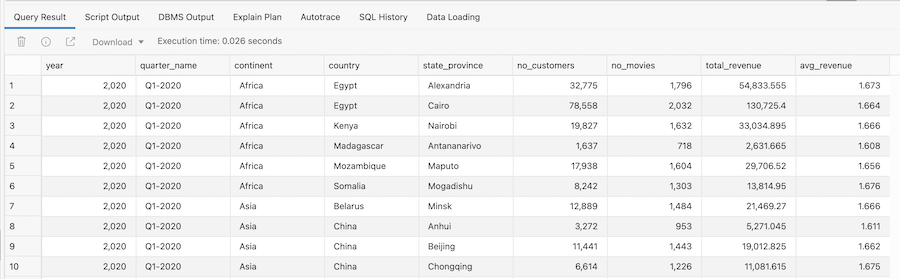 Query Result Script Output DBMS Output Explain Plan Autotrace SQL History Data Loading
Download Execution time: 0.026 seconds
year quarter_name continent country state_province no_customers no_movies total_revenue avg_revenue
1 2,020 Q1-2020 Africa Egypt Alexandria 32,775 1,796 54,833.555 1.673
2 2,020 Q1-2020 Africa Egypt Cairo 78,558 2,032 130,725.4 1.664
3 2,020 Q1-2020 Africa Kenya Nairobi 19,827 1,632 33,034.895 1.666
4 2,020 Q1-2020 Africa Madagascar Antananarivo 1,637 718 2,631.665 1.608
5 2,020 Q1-2020 Africa Mozambique Maputo 17,938 1,604 29,706.52 1.656
6 2,020 Q1-2020 Africa Somalia Mogadishu 8,242 1,303 13,814.95 1.676
7 2,020 Q1-2020 Asia Belarus Minsk 12,889 1,484 21,469.27 1.666
8 2,020 Q1-2020 Asia China Anhui 3,272 953 5,271.045 1.611
9 2,020 Q1-2020 Asia China Beijing 11,441 1,443 19,012.825 1.662
10 2,020 Q1-2020 Asia China Chongqing 6,614 1,226 11,081.615 1.675